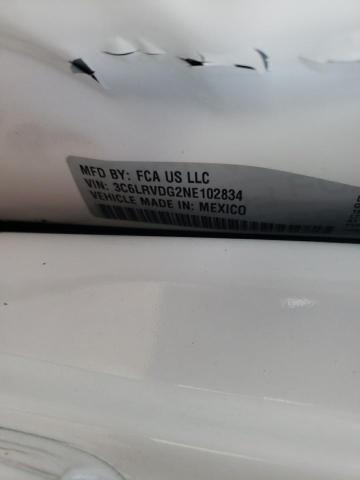 MFD BY: FCA US LLC
VIN: 3C6LRVDG2NE102834
VEHICLE MADE IN: MEXICO